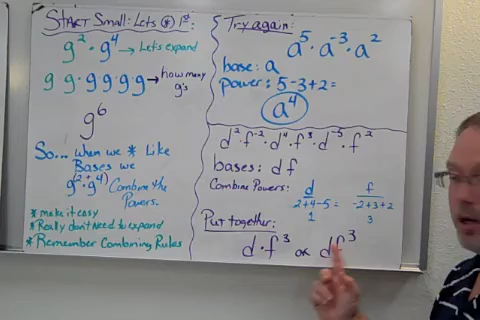 START SMALL: Lets * 1st:
g² · g⁴ → Let's expand
g g · g g g g → how many g's
g⁶
So... when we * Like
Bases we
g⁽² ⁺ · g⁴⁾ Combine the Powers.
* make it easy
* Really don't need to expand
* Remember Combining Rules
Try again:
a⁵ · a⁻³ · a²
base: a
power: 5-3+2=
a⁴
d² · f⁻² · d⁴ · f³ · d⁻⁵ · f²
bases: d f
Combine Powers:
d
2+4-5=
1
f
-2+3+2
3
Put together:
d · f³ or df³